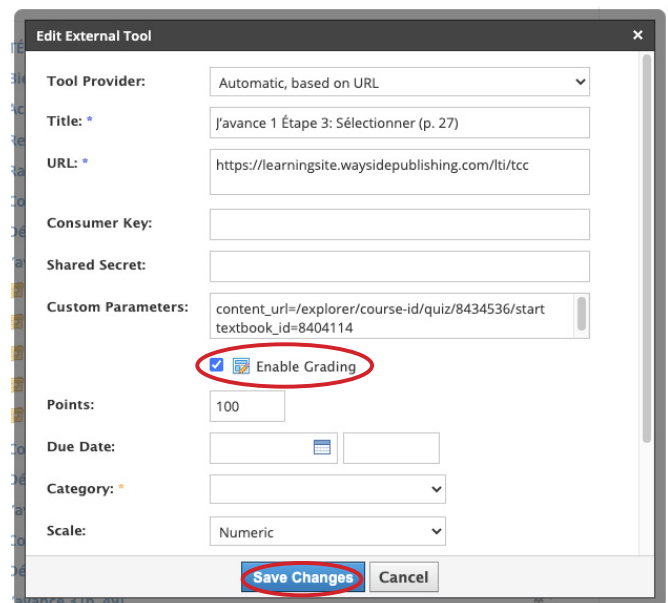 Edit External Tool ×
Tool Provider: Automatic, based on URL
Title: * J'avance 1 Étape 3: Sélectionner (p. 27)
URL: * https://learningsite.waysidepublishing.com/lti/tcc
Consumer Key:
Shared Secret:
Custom Parameters: content_url=/explorer/course-id/quiz/8434536/start
textbook_id=8404114
Enable Grading
Points: 100
Due Date:
Category: *
Scale: Numeric
Save Changes Cancel